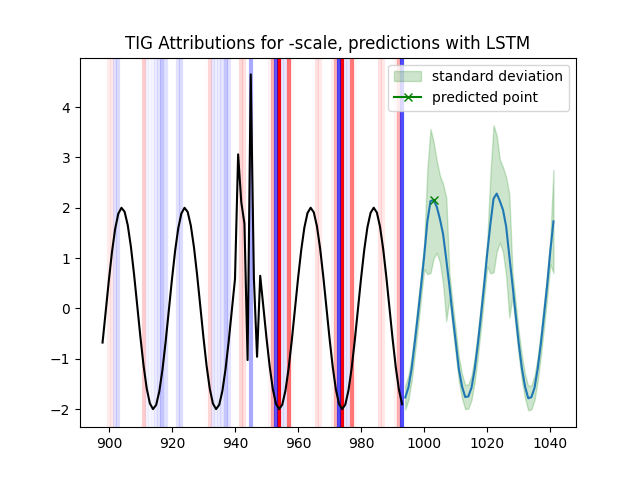 TIG Attributions for -scale, predictions with LSTM
standard deviation
predicted point
4
3
2
1
0
−1
−2
900 920 940 960 980 1000 1020 1040